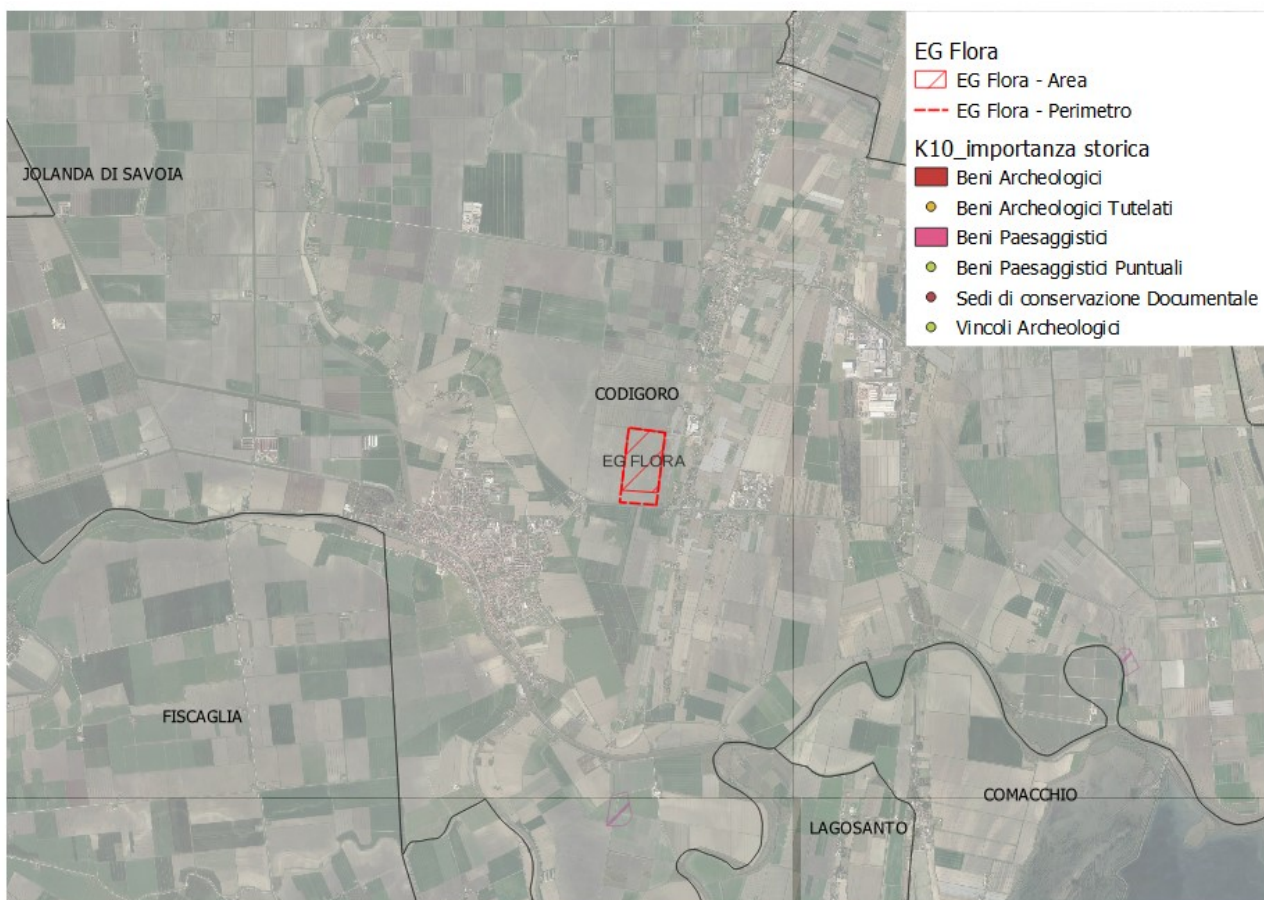 EG Flora
EG Flora - Area
EG Flora - Perimetro
K10_importanza storica
Beni Archeologici
Beni Archeologici Tutelati
Beni Paesaggistici
Beni Paesaggistici Puntuali
Sedi di conservazione Documentale
Vincoli Archeologici
JOLANDA DI SAVOIA
CODIGORO
EG FLORA
FISCAGLIA
COMACCHIO
LAGOSANTO